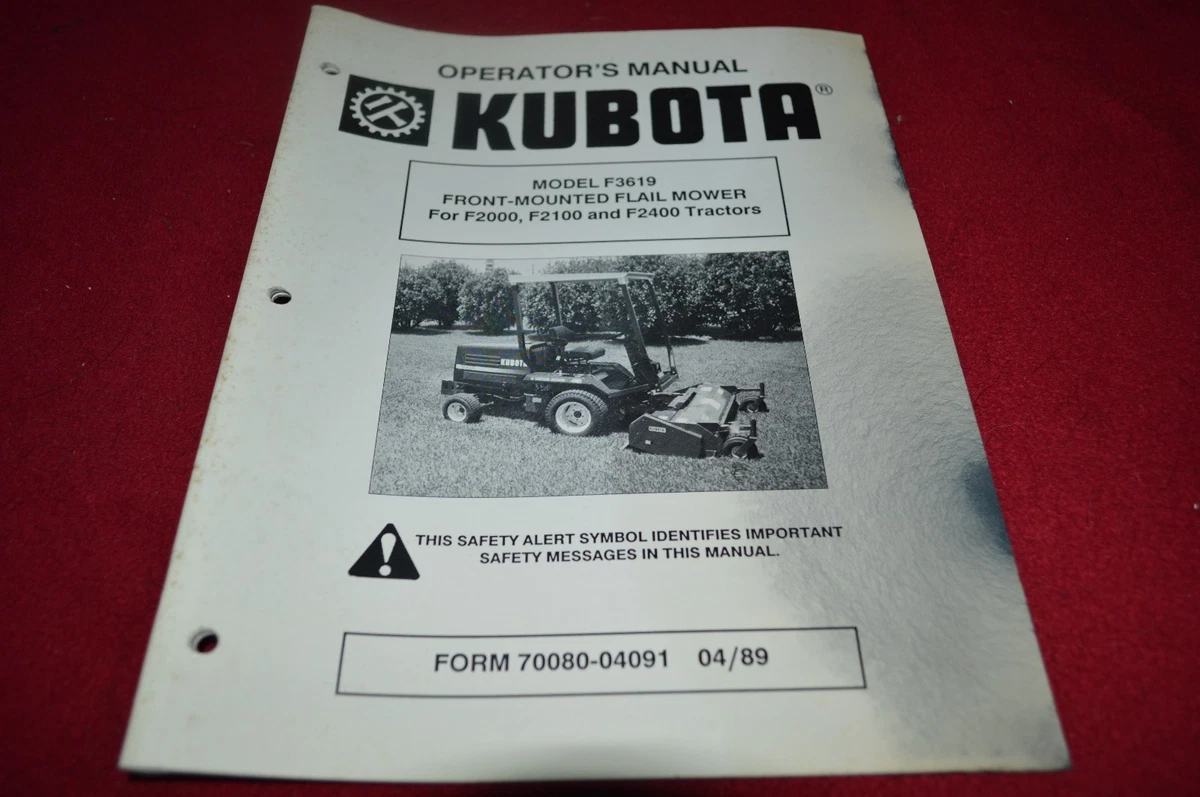 OPERATOR'S MANUAL
KUBOTA®
MODEL F3619
FRONT-MOUNTED FLAIL MOWER
For F2000, F2100 and F2400 Tractors
KUBOTA
KUBOTA
THIS SAFETY ALERT SYMBOL IDENTIFIES IMPORTANT
SAFETY MESSAGES IN THIS MANUAL.
FORM 70080-04091 04/89